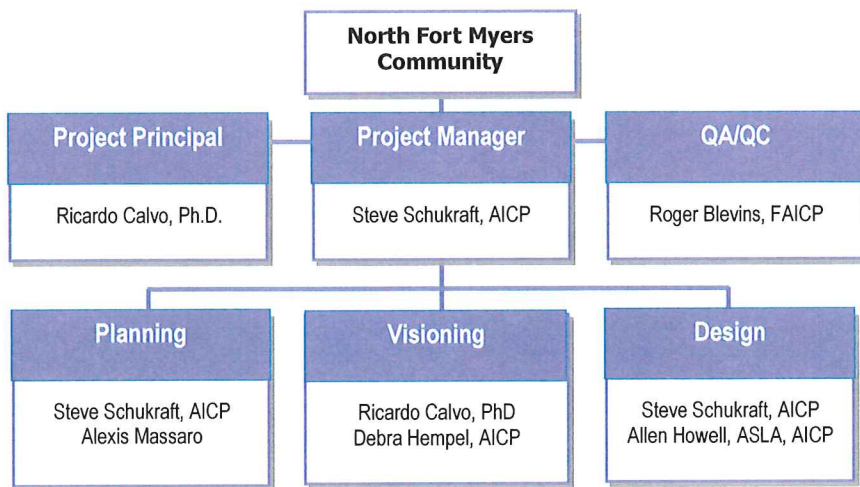 North Fort Myers
Community
Project Principal
Ricardo Calvo, Ph.D.
Project Manager
Steve Schukraft, AICP
QA/QC
Roger Blevins, FAICP
Planning
Steve Schukraft, AICP
Alexis Massaro
Visioning
Ricardo Calvo, PhD
Debra Hempel, AICP
Design
Steve Schukraft, AICP
Allen Howell, ASLA, AICP